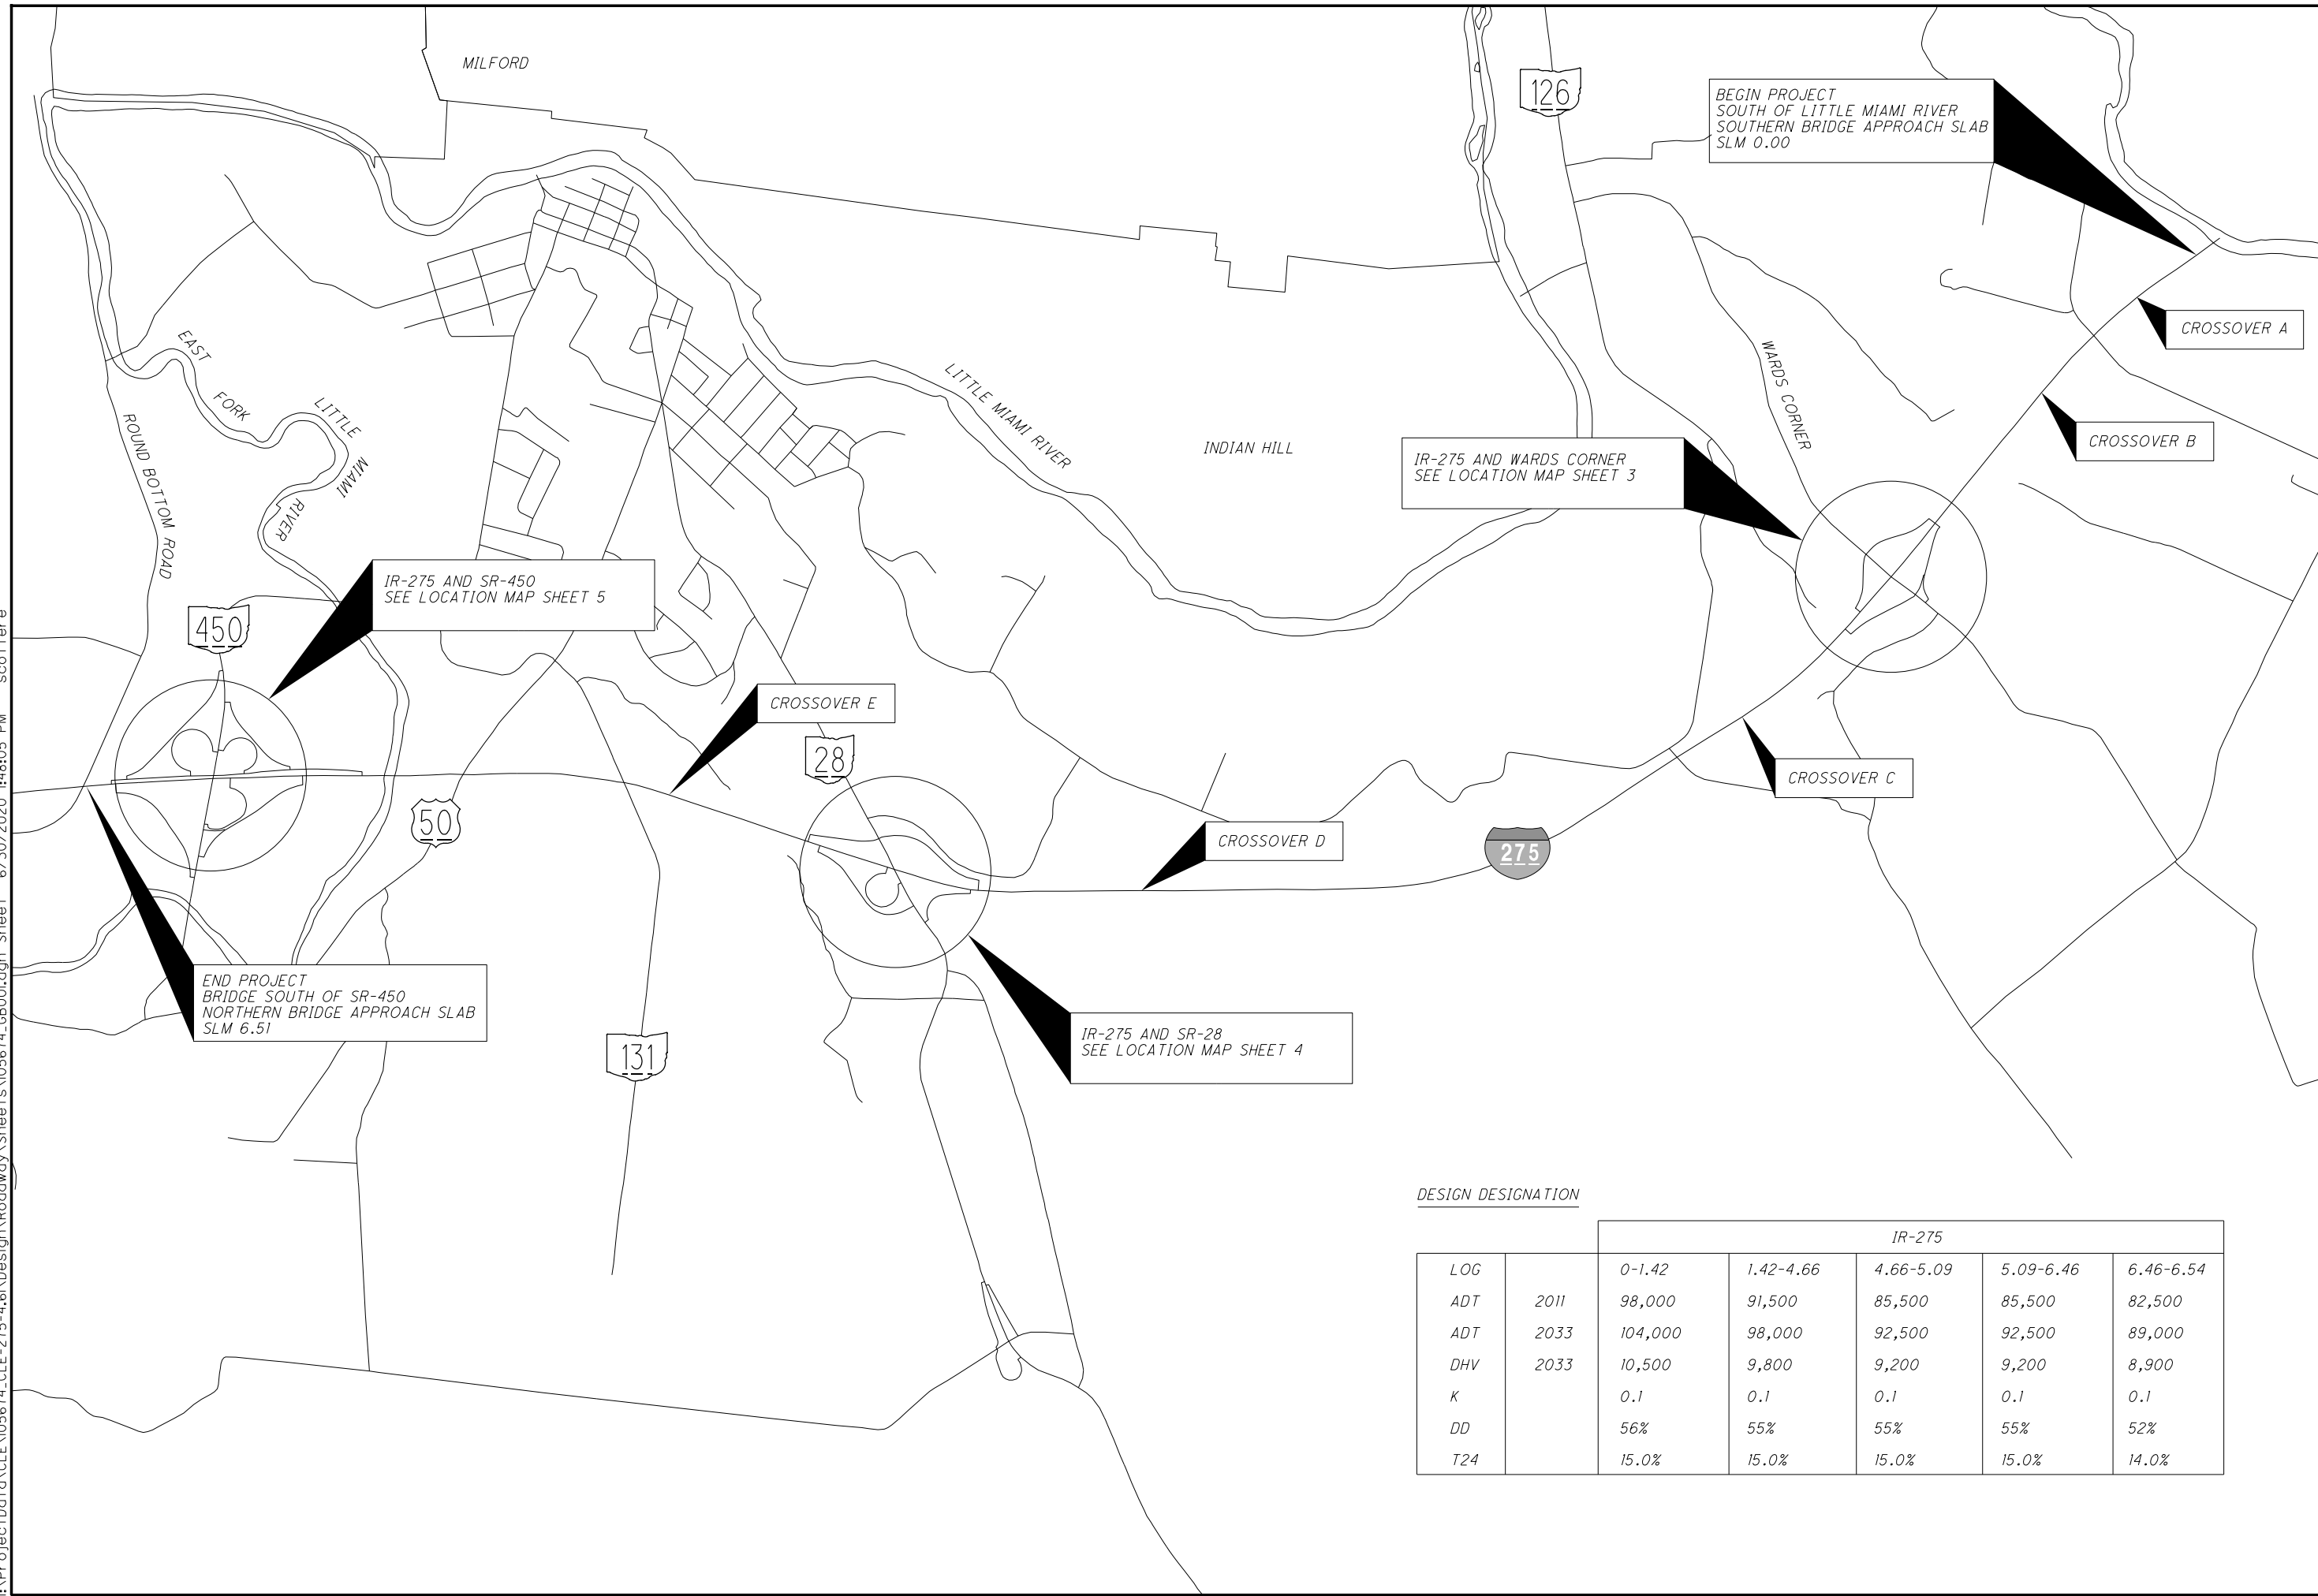 MILFORD
126
BEGIN PROJECT
SOUTH OF LITTLE MIAMI RIVER
SOUTHERN BRIDGE APPROACH SLAB
SLM 0.00
CROSSOVER A
EAST
FORK
LITTLE
MIAMI
RIVER
ROUND BOTTOM ROAD
LITTLE MIAMI RIVER
INDIAN HILL
WARDS CORNER
CROSSOVER B
IR-275 AND WARDS CORNER
SEE LOCATION MAP SHEET 3
IR-275 AND SR-450
SEE LOCATION MAP SHEET 5
450
CROSSOVER E
28
50
CROSSOVER C
CROSSOVER D
275
END PROJECT
BRIDGE SOUTH OF SR-450
NORTHERN BRIDGE APPROACH SLAB
SLM 6.51
131
IR-275 AND SR-28
SEE LOCATION MAP SHEET 4
DESIGN DESIGNATION
IR-275
LOG 0-1.42 1.42-4.66 4.66-5.09 5.09-6.46 6.46-6.54
ADT 2011 98,000 91,500 85,500 85,500 82,500
ADT 2033 104,000 98,000 92,500 92,500 89,000
DHV 2033 10,500 9,800 9,200 9,200 8,900
K 0.1 0.1 0.1 0.1 0.1
DD 56% 55% 55% 55% 52%
T24 15.0% 15.0% 15.0% 15.0% 14.0%